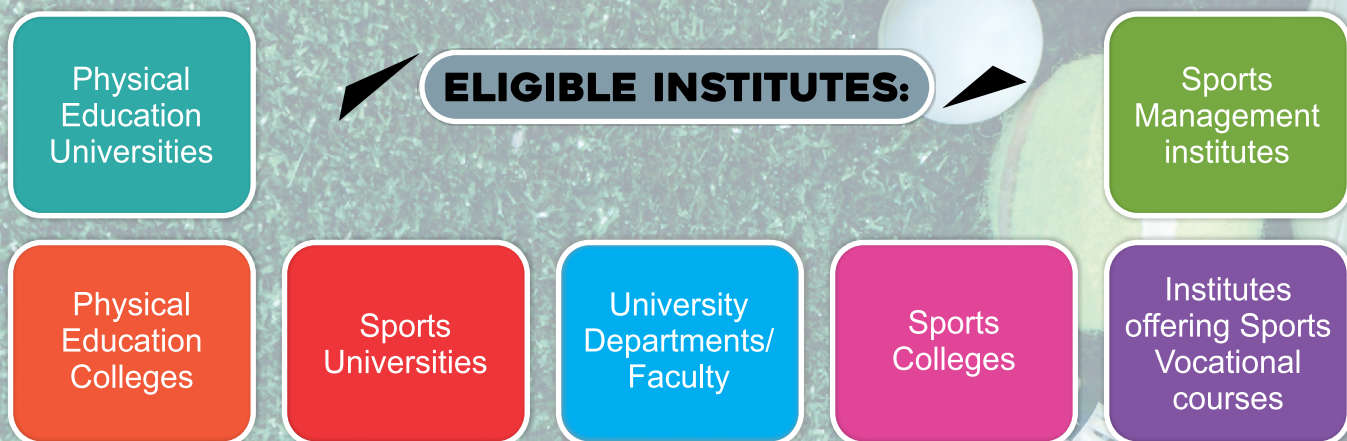 ELIGIBLE INSTITUTES:
Physical
Education
Universities
Sports
Management
institutes
Physical
Education
Colleges
Sports
Universities
University
Departments/
Faculty
Sports
Colleges
Institutes
offering Sports
Vocational
courses